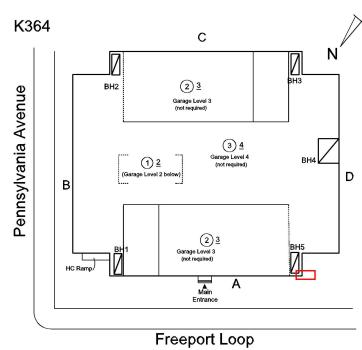 K364
C
N
BH2
② 3
Garage Level 3
(not required)
BH3
③ 4
Garage Level 4
(not required)
BH4
① 2
(Garage Level 2 below)
Pennsylvania Avenue
B
D
② 3
Garage Level 3
(not required)
BH1
BH5
HC Ramp
Main
Entrance
A
Freeport Loop